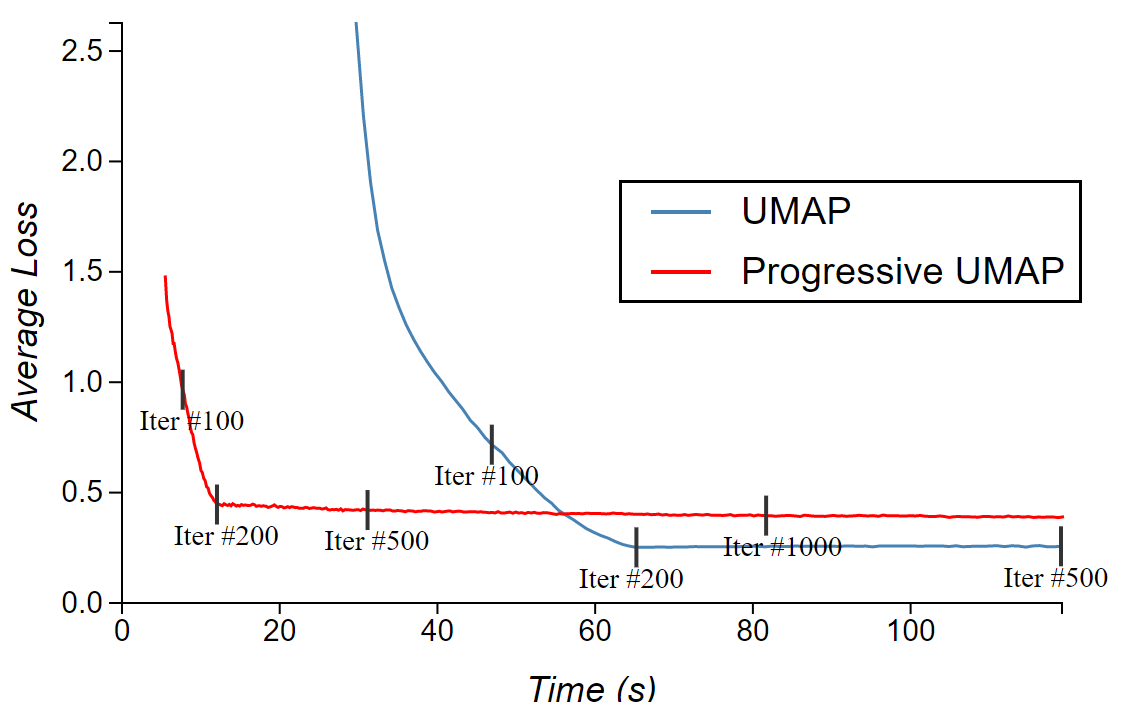 2.5
2.0
1.5
1.0
0.5
0.0
Average Loss
UMAP
Progressive UMAP
Iter #100
Iter #200
Iter #500
Iter #100
Iter #200
Iter #1000
Iter #500
0
20
40
60
80
100
Time (s)